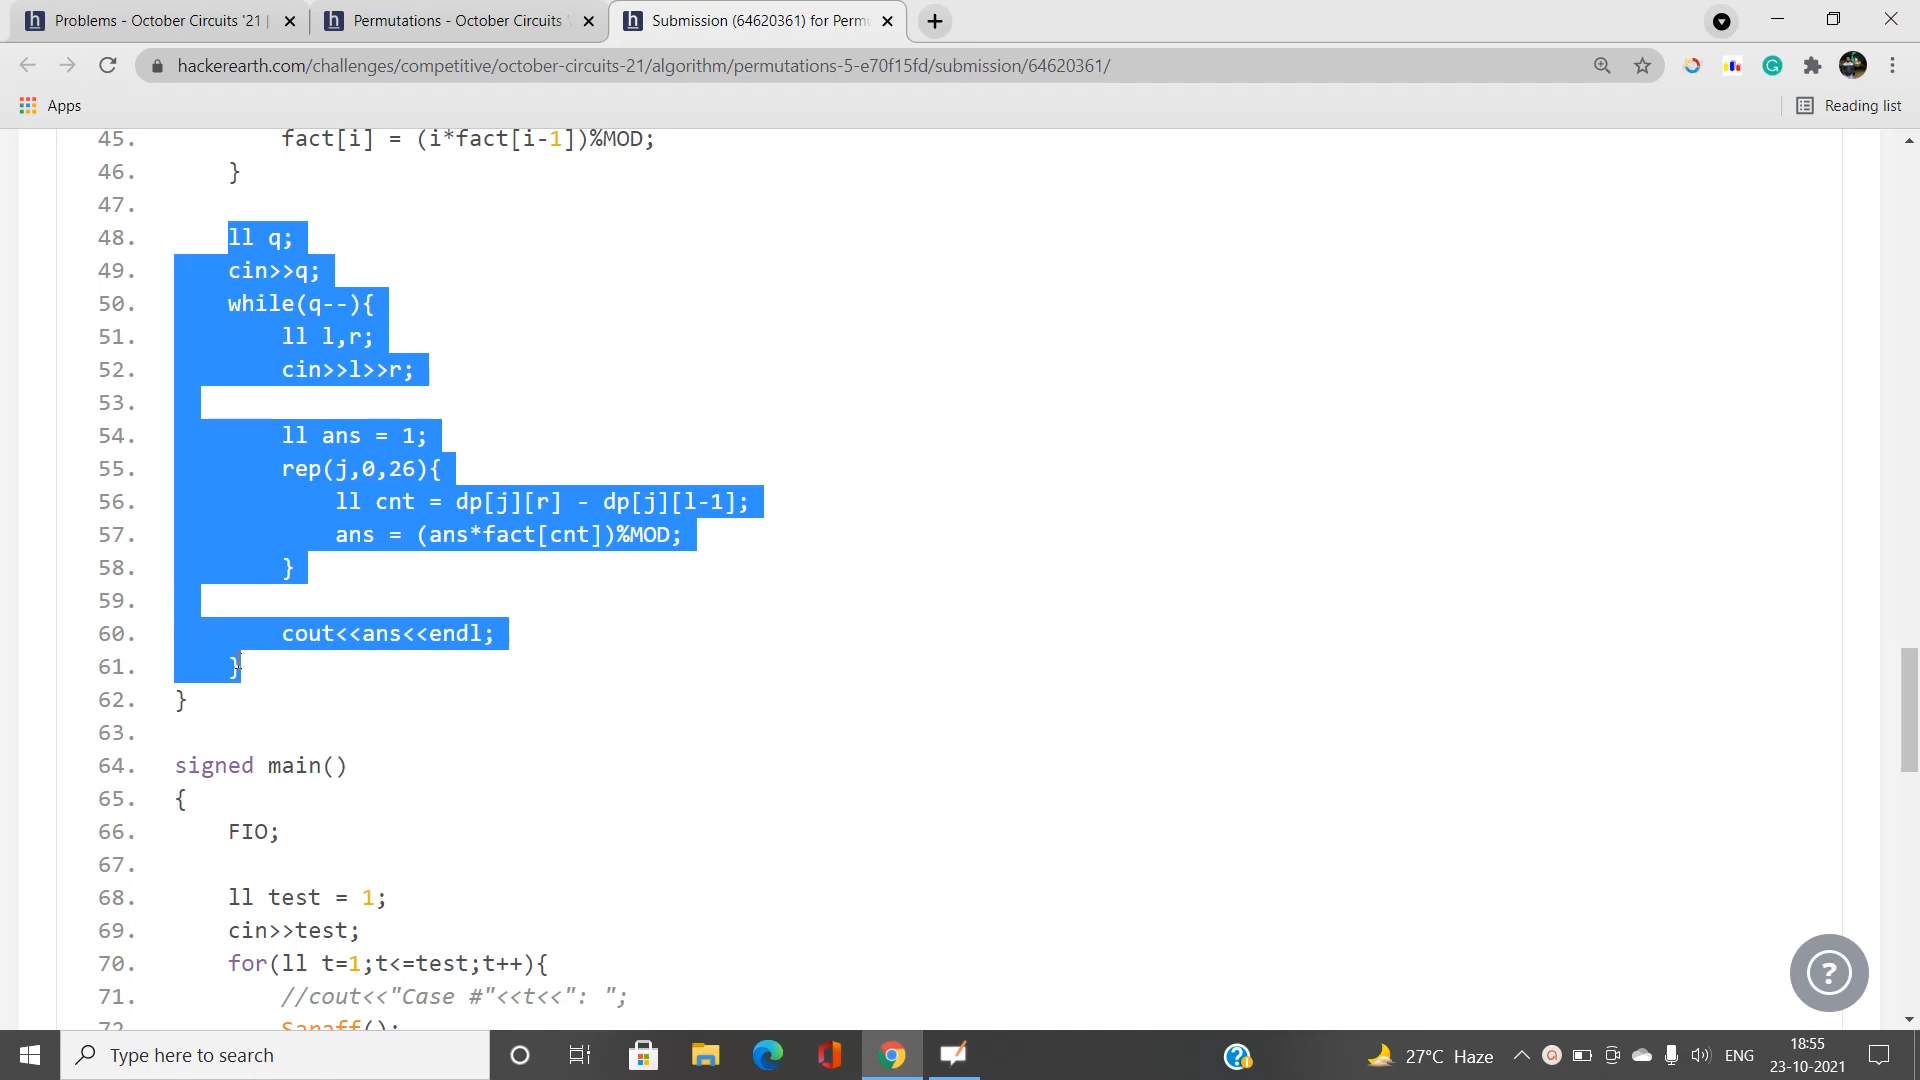 Problems - October Circuits '21 |
Permutations - October Circuits '
Submission (64620361) for Perm
hackerearth.com/challenges/competitive/october-circuits-21/algorithm/permutations-5-e70f15fd/submission/64620361/
Apps
Reading list
45. fact[i] = (i*fact[i-1])%MOD;
46. }
47.
48. ll q;
49. cin>>q;
50. while(q--){
51. ll l,r;
52. cin>>l>>r;
53.
54. ll ans = 1;
55. rep(j,0,26){
56. ll cnt = dp[j][r] - dp[j][l-1];
57. ans = (ans*fact[cnt])%MOD;
58. }
59.
60. cout<<ans<<endl;
61. }
62. }
63.
64. signed main()
65. {
66. FIO;
67.
68. ll test = 1;
69. cin>>test;
70. for(ll t=1;t<=test;t++){
71. //cout<<"Case #"<<t<<": ";
72.
?
Type here to search
27°C Haze
ENG
18:55
23-10-2021